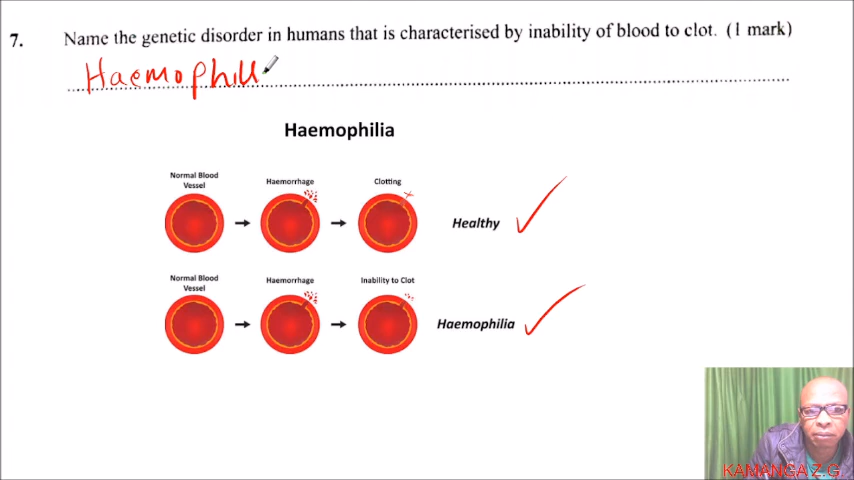 7. Name the genetic disorder in humans that is characterised by inability of blood to clot. (1 mark)
Haemophili
Haemophilia
Normal Blood Vessel
Haemorrhage
Clotting
Healthy
Normal Blood Vessel
Haemorrhage
Inability to Clot
Haemophilia
KAMANGA Z.G.